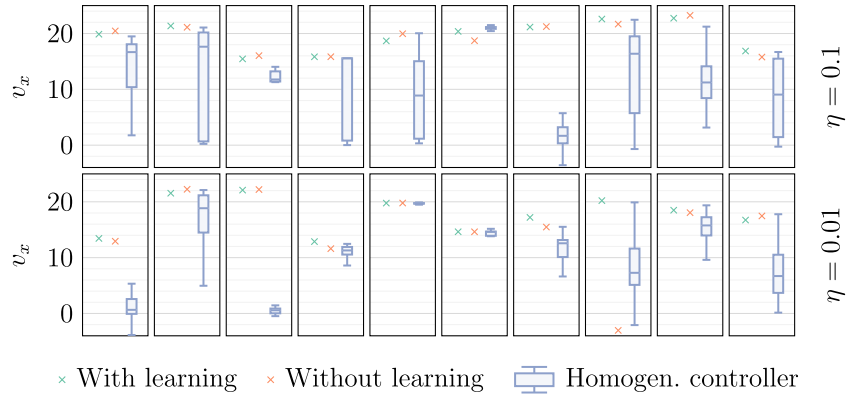 20
10
0
v_x
η = 0.1
20
10
0
v_x
η = 0.01
× With learning × Without learning Homogen. controller